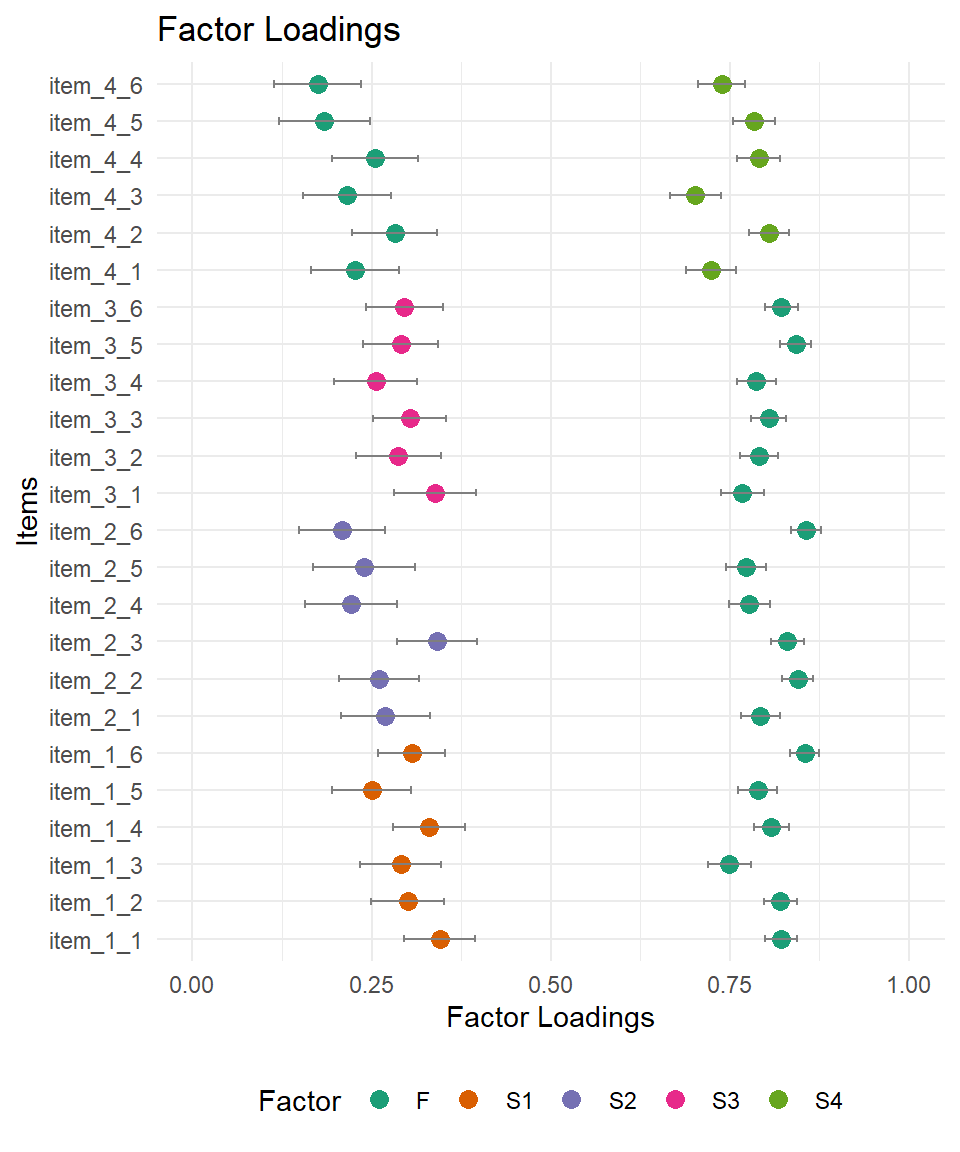 Factor Loadings
item_4_6
item_4_5
item_4_4
item_4_3
item_4_2
item_4_1
item_3_6
item_3_5
item_3_4
item_3_3
item_3_2
item_3_1
item_2_6
item_2_5
item_2_4
item_2_3
item_2_2
item_2_1
item_1_6
item_1_5
item_1_4
item_1_3
item_1_2
item_1_1
Items
0.00 0.25 0.50 0.75 1.00
Factor Loadings
Factor F S1 S2 S3 S4